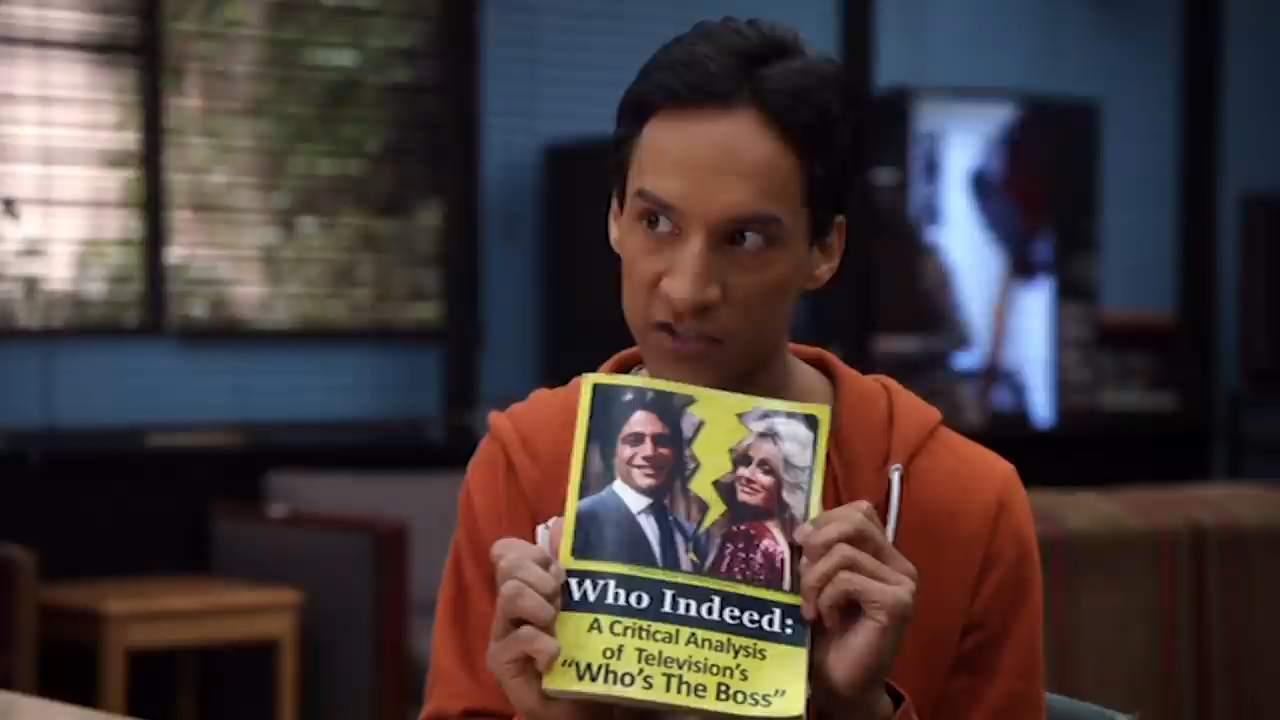 Who Indeed:
A Critical Analysis
of Television's
"Who's The Boss"